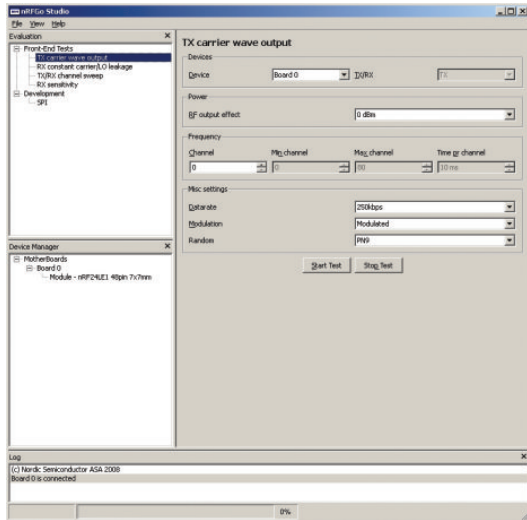 nRFGo Studio
File View Help
Evaluation
Front-End Tests
TX carrier wave output
RX constant carrier/LO leakage
TX/RX channel sweep
RX sensitivity
Development
SPI
Device Manager
MotherBoards
Board 0
Module - nRF24LE1 48pin 7x7mm
TX carrier wave output
Devices
Device Board 0 TX/RX TX
Power
RF output effect 0 dBm
Frequency
Channel Min channel Max channel Time pr channel
0 0 80 10 ms
Misc settings
Datarate 250kbps
Modulation Modulated
Random PN9
Start Test Stop Test
Log
(c) Nordic Semiconductor ASA 2008
Board 0 is connected
0%